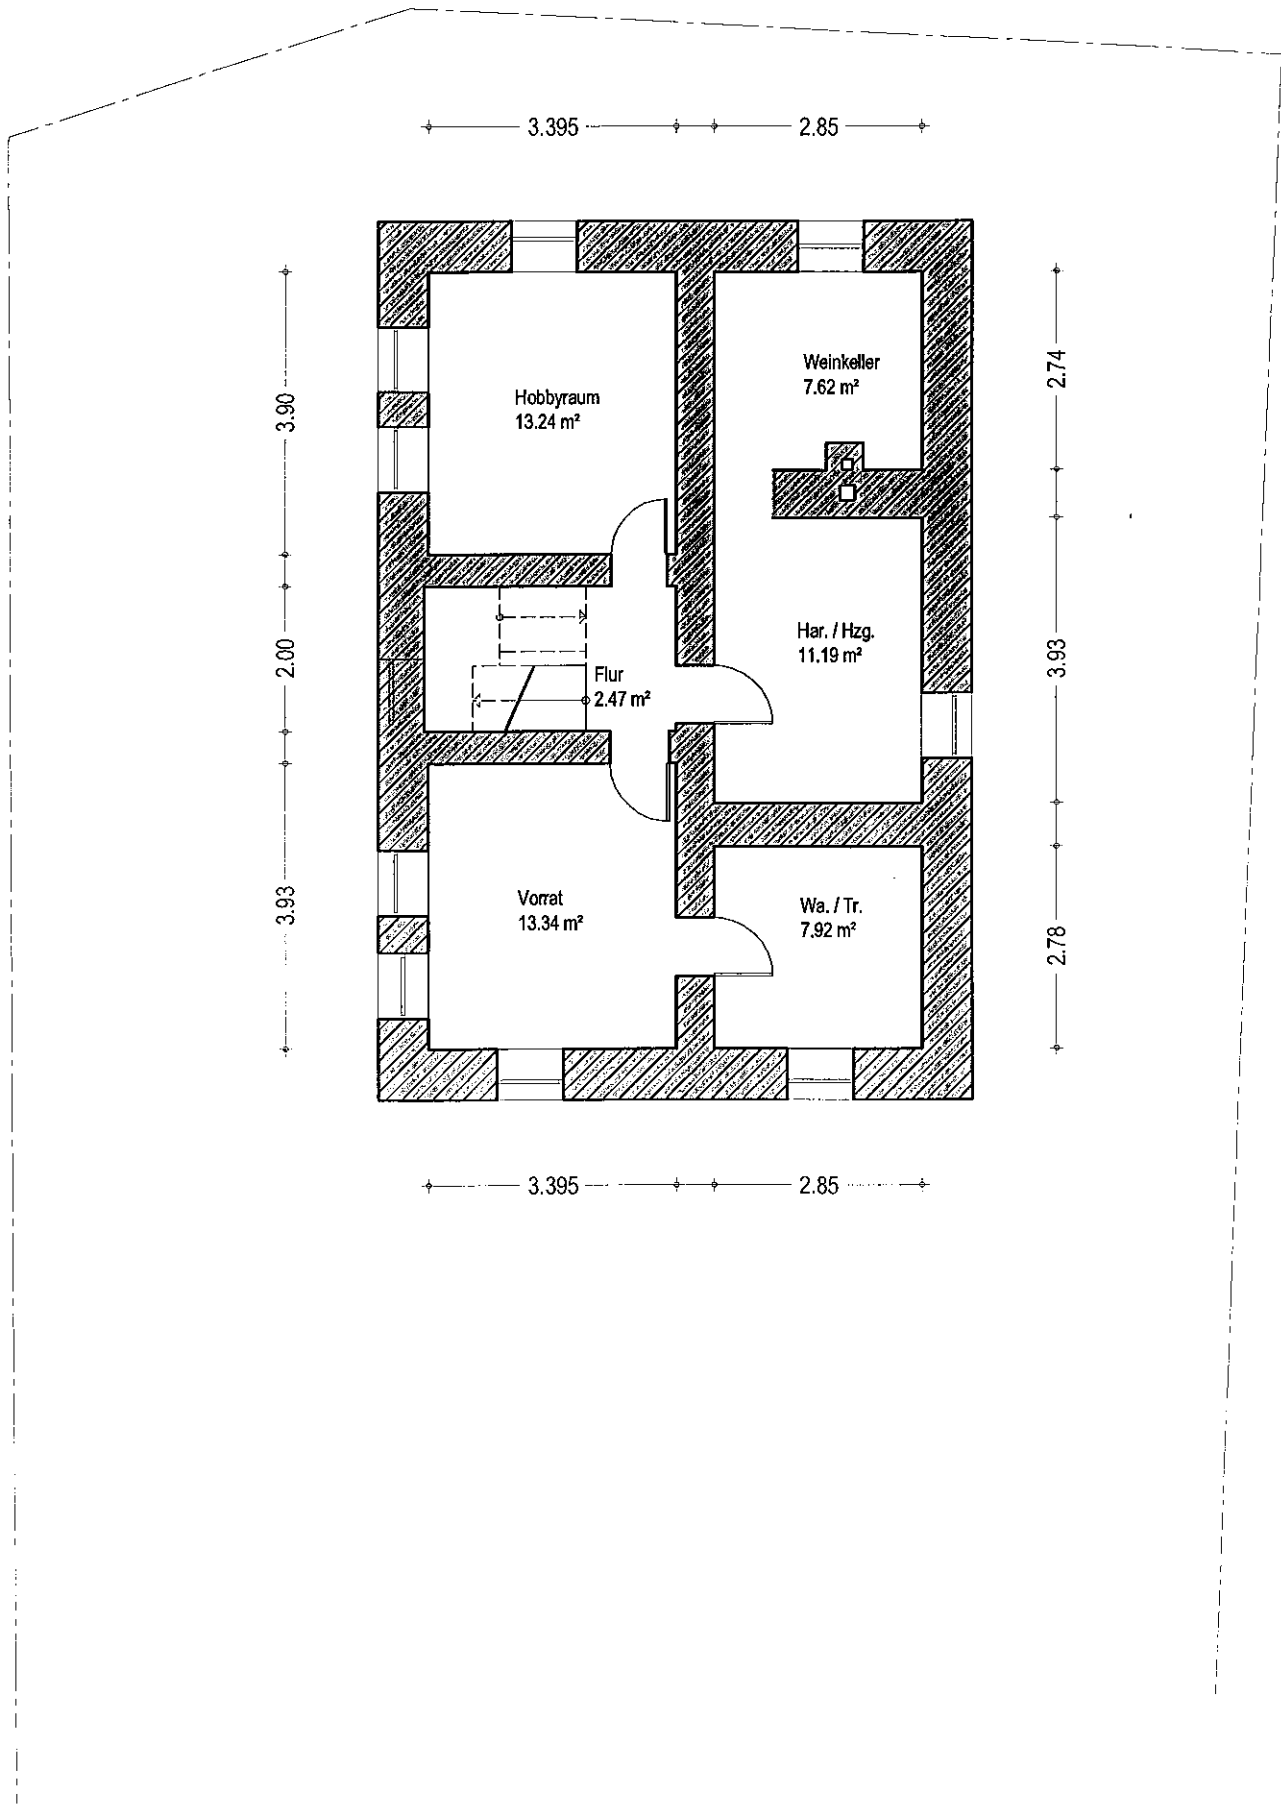 3.395
2.85
Hobbyraum
13.24 m²
Weinkeller
7.62 m²
3.90
2.74
Har. / Hzg.
11.19 m²
Flur
2.47 m²
2.00
3.93
Vorrat
13.34 m²
Wa. / Tr.
7.92 m²
3.93
2.78
3.395
2.85